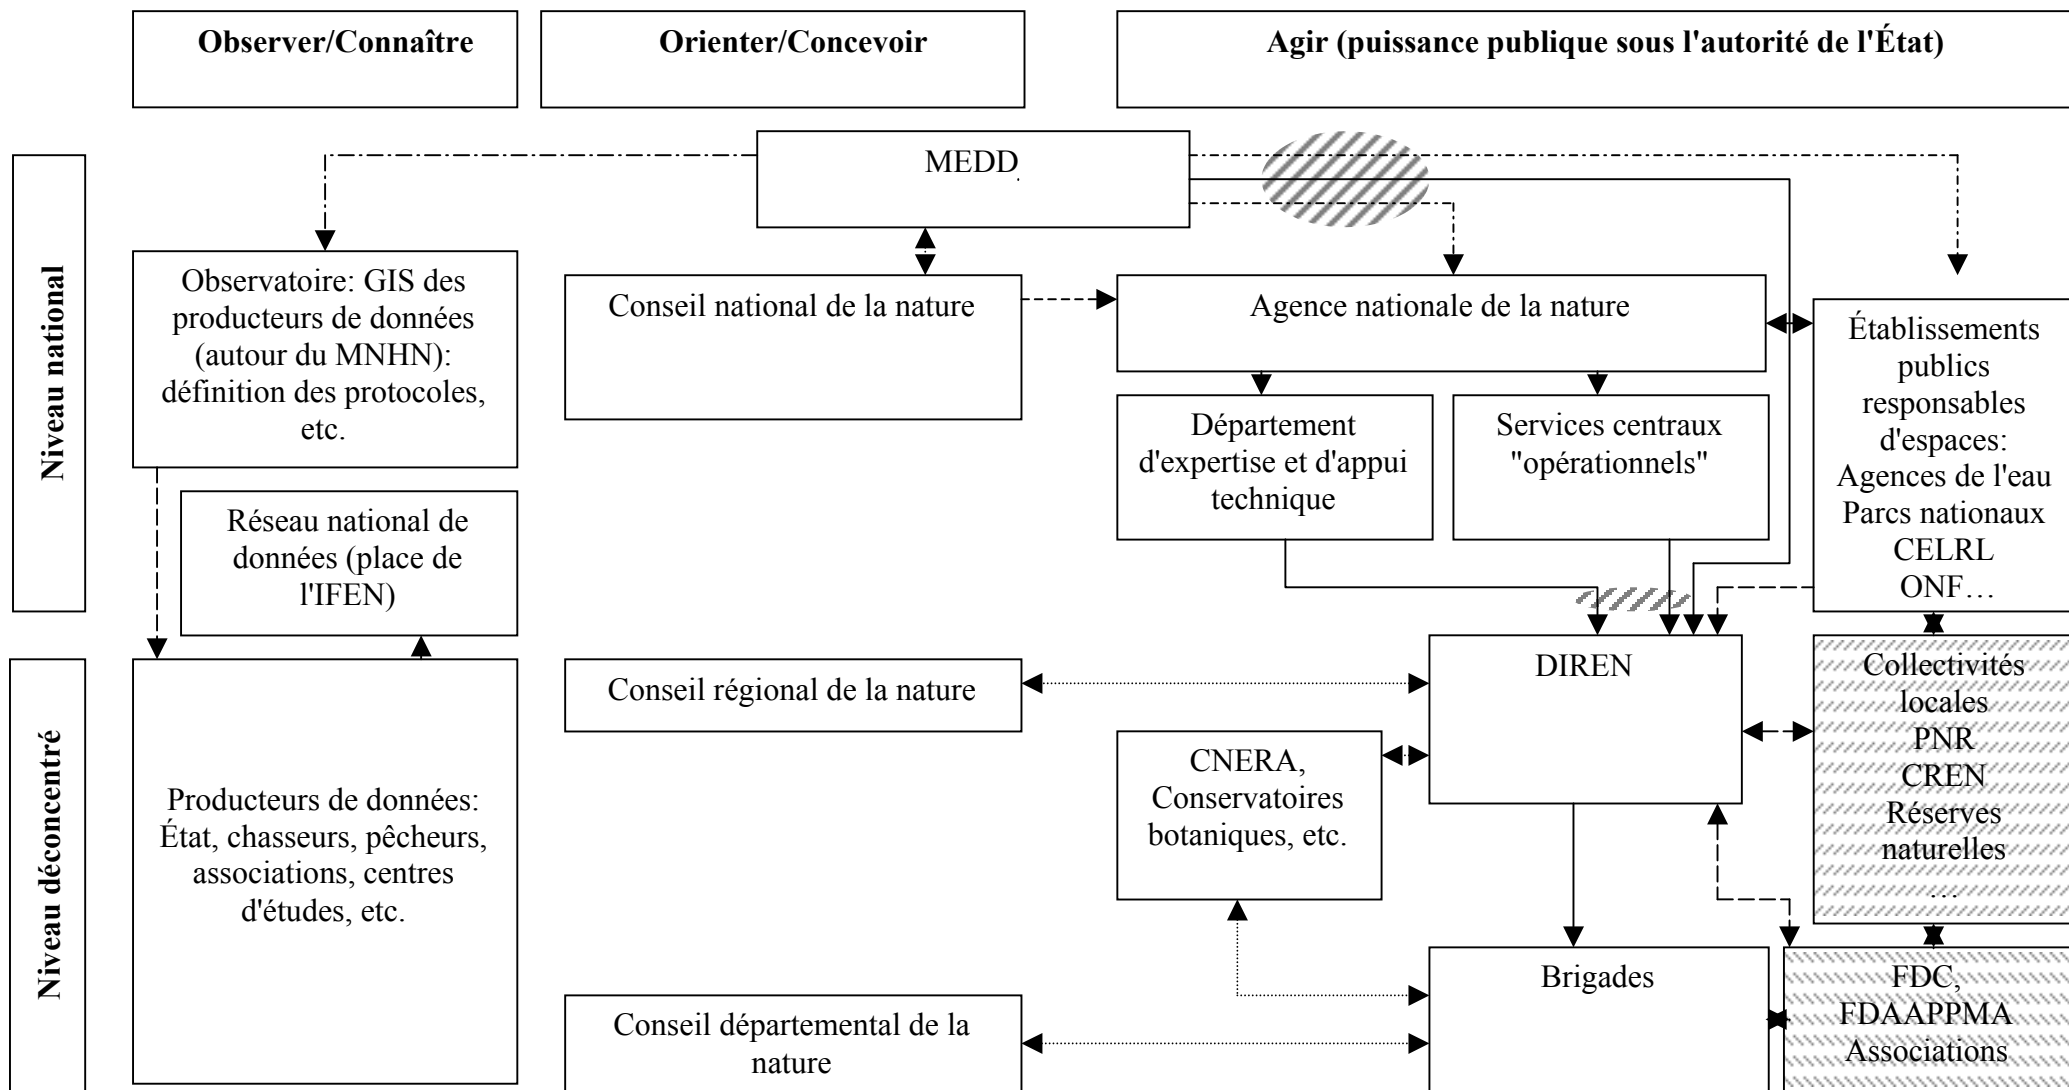 Observer/Connaître
Orienter/Concevoir
Agir (puissance publique sous l'autorité de l'État)
Niveau national
MEDD
Observatoire: GIS des
producteurs de données
(autour du MNHN):
définition des protocoles,
etc.
Conseil national de la nature
Agence nationale de la nature
Établissements
publics
responsables
d'espaces:
Agences de l'eau
Parcs nationaux
CELRL
ONF…
Département
d'expertise et d'appui
technique
Services centraux
"opérationnels"
Réseau national de
données (place de
l'IFEN)
Niveau déconcentré
Producteurs de données:
État, chasseurs, pêcheurs,
associations, centres
d'études, etc.
Conseil régional de la nature
DIREN
Collectivités
locales
PNR
CREN
Réserves
naturelles
…
CNERA,
Conservatoires
botaniques, etc.
Conseil départemental de la
nature
Brigades
FDC,
FDAAPPMA
Associations